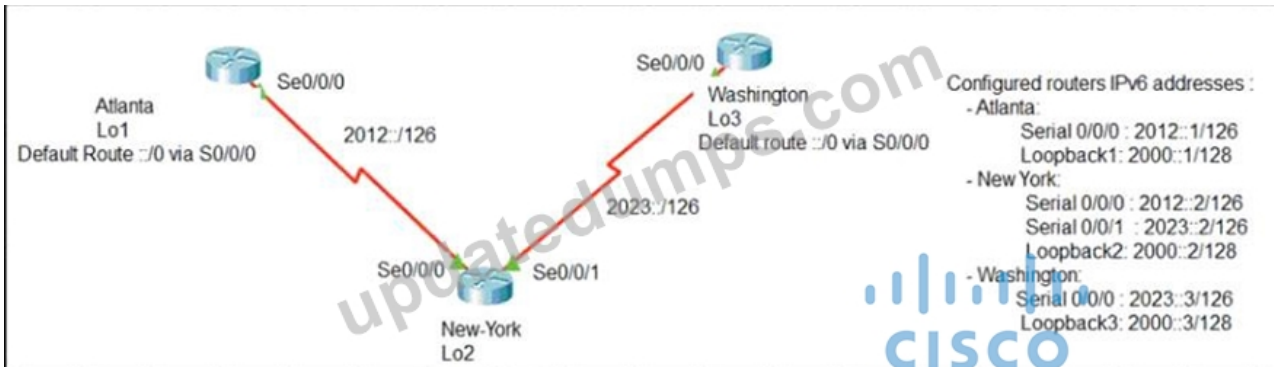 Se0/0/0
Atlanta
Lo1
Default Route ::/0 via S0/0/0
2012::/126
Se0/0/0
Washington
Lo3
Default route ::/0 via S0/0/0
2023::/126
Se0/0/0
Se0/0/1
New-York
Lo2
Configured routers IPv6 addresses :
- Atlanta:
Serial 0/0/0 : 2012::1/126
Loopback1: 2000::1/128
- New York:
Serial 0/0/0 : 2012::2/126
Serial 0/0/1 : 2023::2/126
Loopback2: 2000::2/128
- Washington:
Serial 0/0/0 : 2023::3/126
Loopback3: 2000::3/128
updatedumps.com
CISCO